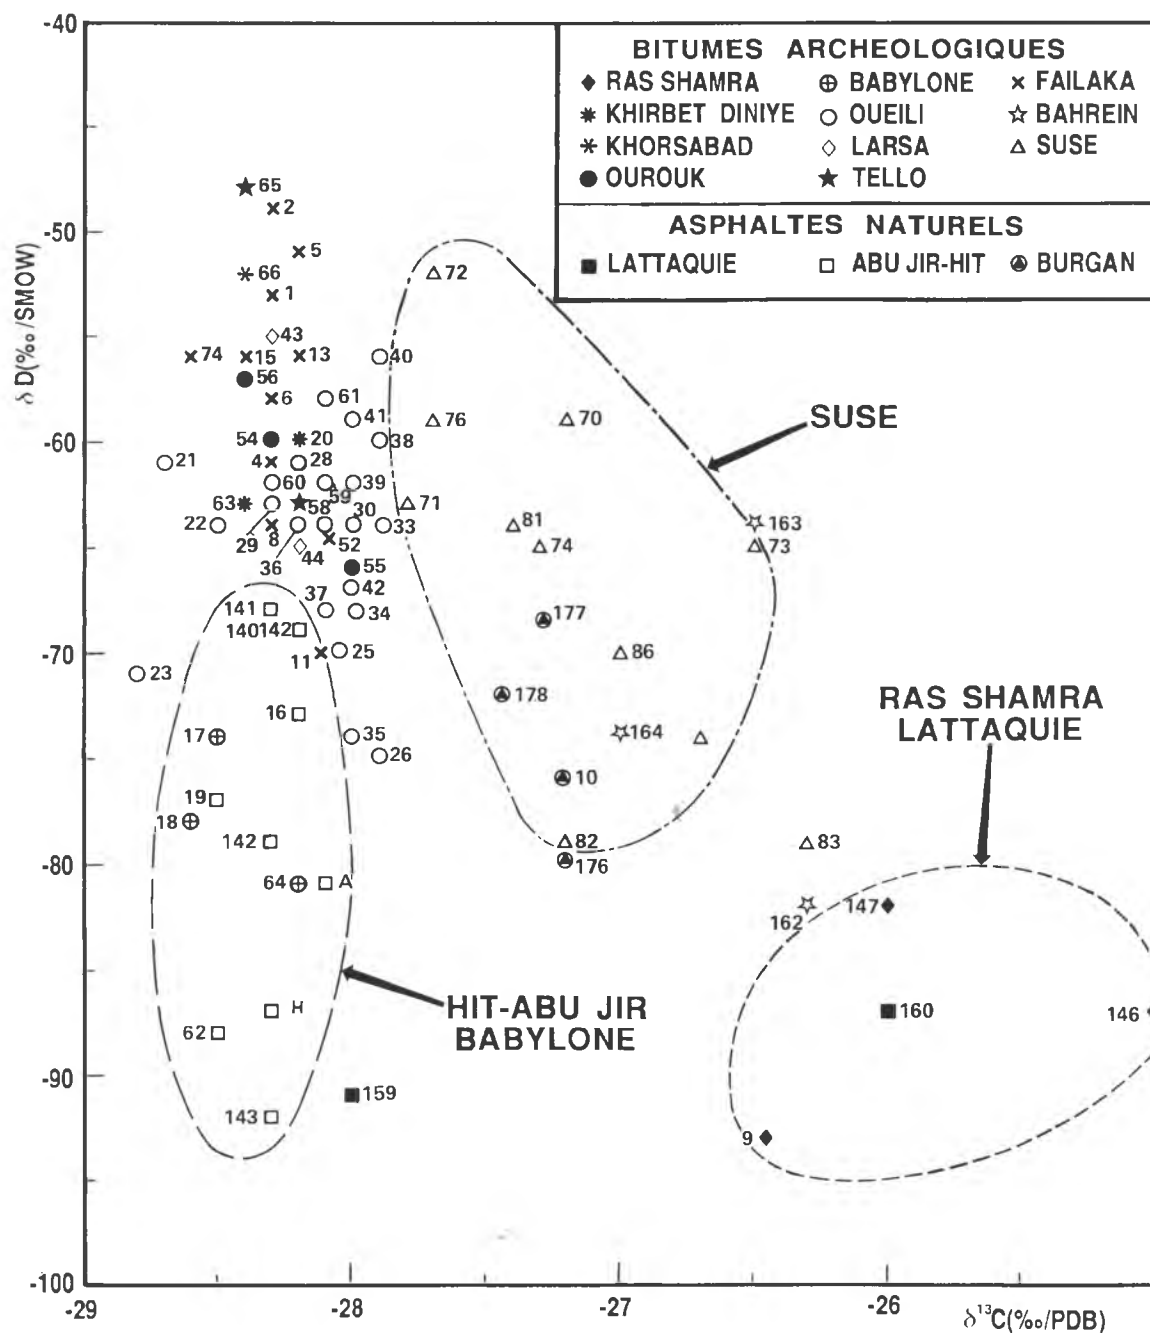 -40
BITUMES ARCHEOLOGIQUES
RAS SHAMRA BABYLONE FAILAKA
KHIRBET DINIYE OUEILI BAHREIN
KHORSABAD LARSA SUSE
OUROUK TELLO
ASPHALTES NATURELS
LATTAQUIE ABU JIR-HIT BURGAN
65
2
-50
5
66
72
1
δ D(‰/SMOW)
43
74 15 13 40
56
6 61
41 76 70
SUSE
-60
54 20 38
21 4 28
60 39
63 59 71
58 30
22 33 81 163
29 8 52 74 73
36 44 55
42
141 37 34 177
140 142
-70
11 25 86
23
178
RAS SHAMRA
LATTAQUIE
16
17 35 164
26
10
19
18
142 82 83
-80
176
64 A
147
162
H
HIT-ABU JIR
BABYLONE
160 146
62
-90
159
143
9
-100
-29 -28 -27 -26
δ¹³C(‰/PDB)